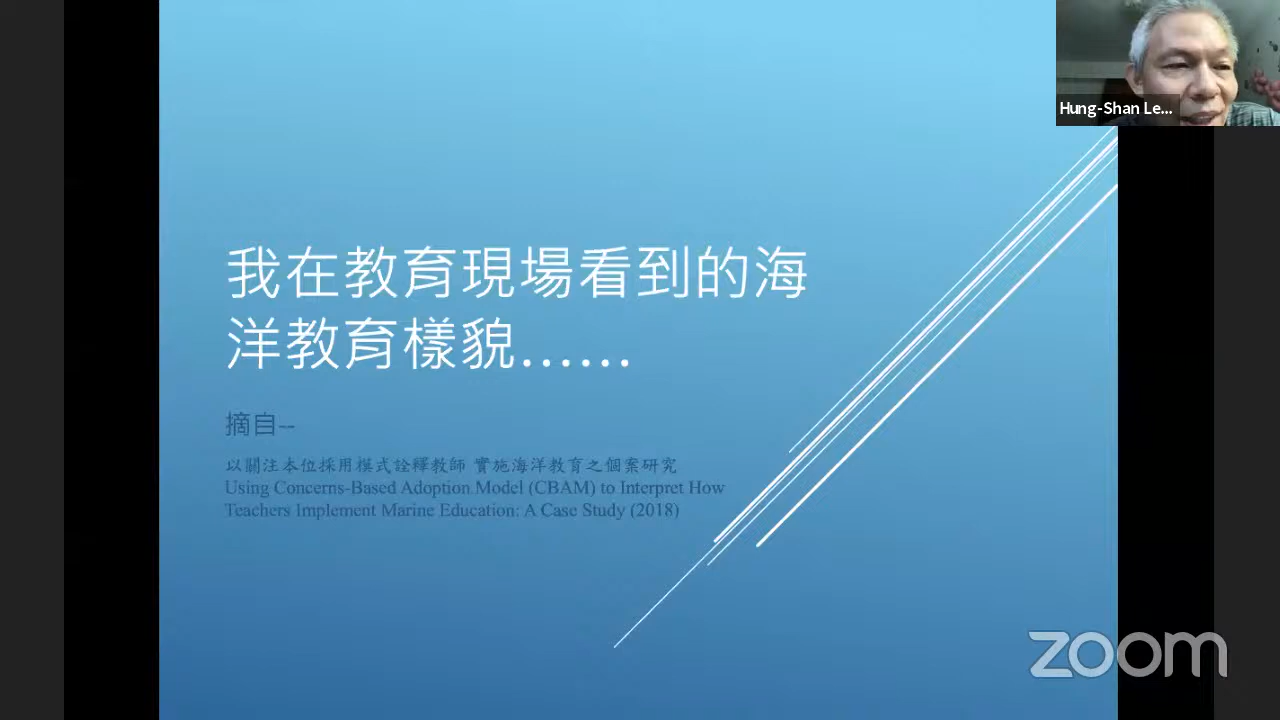 Hung-Shan Le...
我在教育現場看到的海
洋教育樣貌……
摘自--
以關注本位採用模式詮釋教師 實施海洋教育之個案研究
Using Concerns-Based Adoption Model (CBAM) to Interpret How
Teachers Implement Marine Education: A Case Study (2018)
zoom